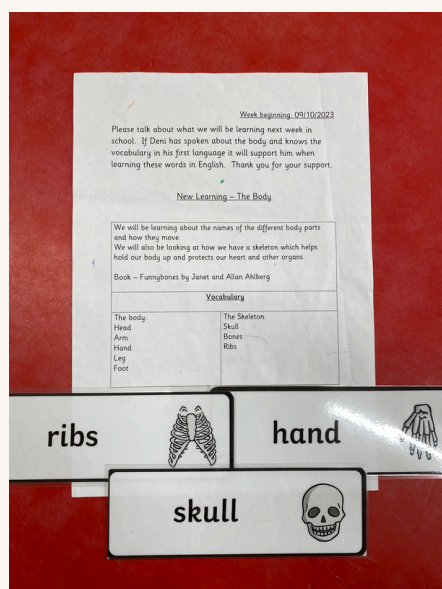 Week beginning: 09/10/2023
Please talk about what we will be learning next week in
school. If Deni has spoken about the body and knows the
vocabulary in his first language it will support him when
learning these words in English. Thank you for your support.
New Learning – The Body
We will be learning about the names of the different body parts
and how they move.
We will also be looking at how we have a skeleton which helps
hold our body up and protects our heart and other organs.
Book – Funnybones by Janet and Allan Ahlberg
Vocabulary
The body:
Head
Arm
Hand
Leg
Foot
The Skeleton:
Skull
Bones
Ribs
ribs
hand
skull